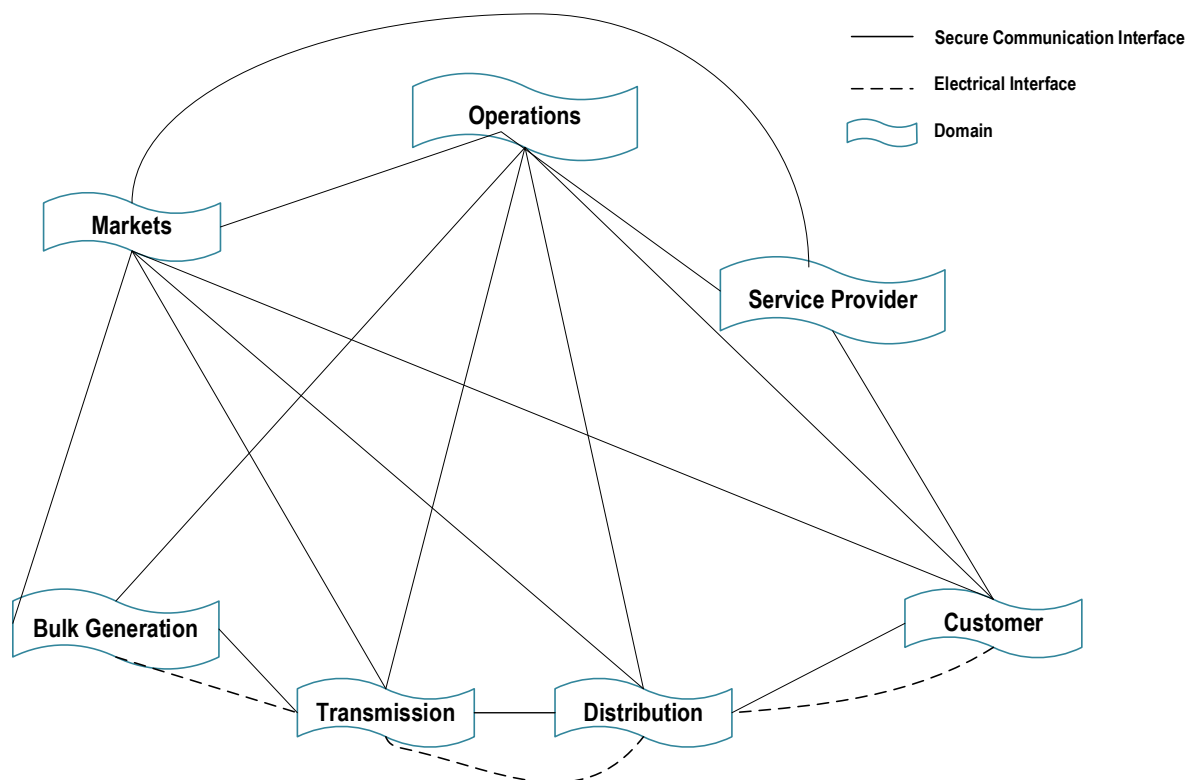 Secure Communication Interface
Electrical Interface
Domain
Operations
Markets
Service Provider
Bulk Generation
Customer
Transmission
Distribution